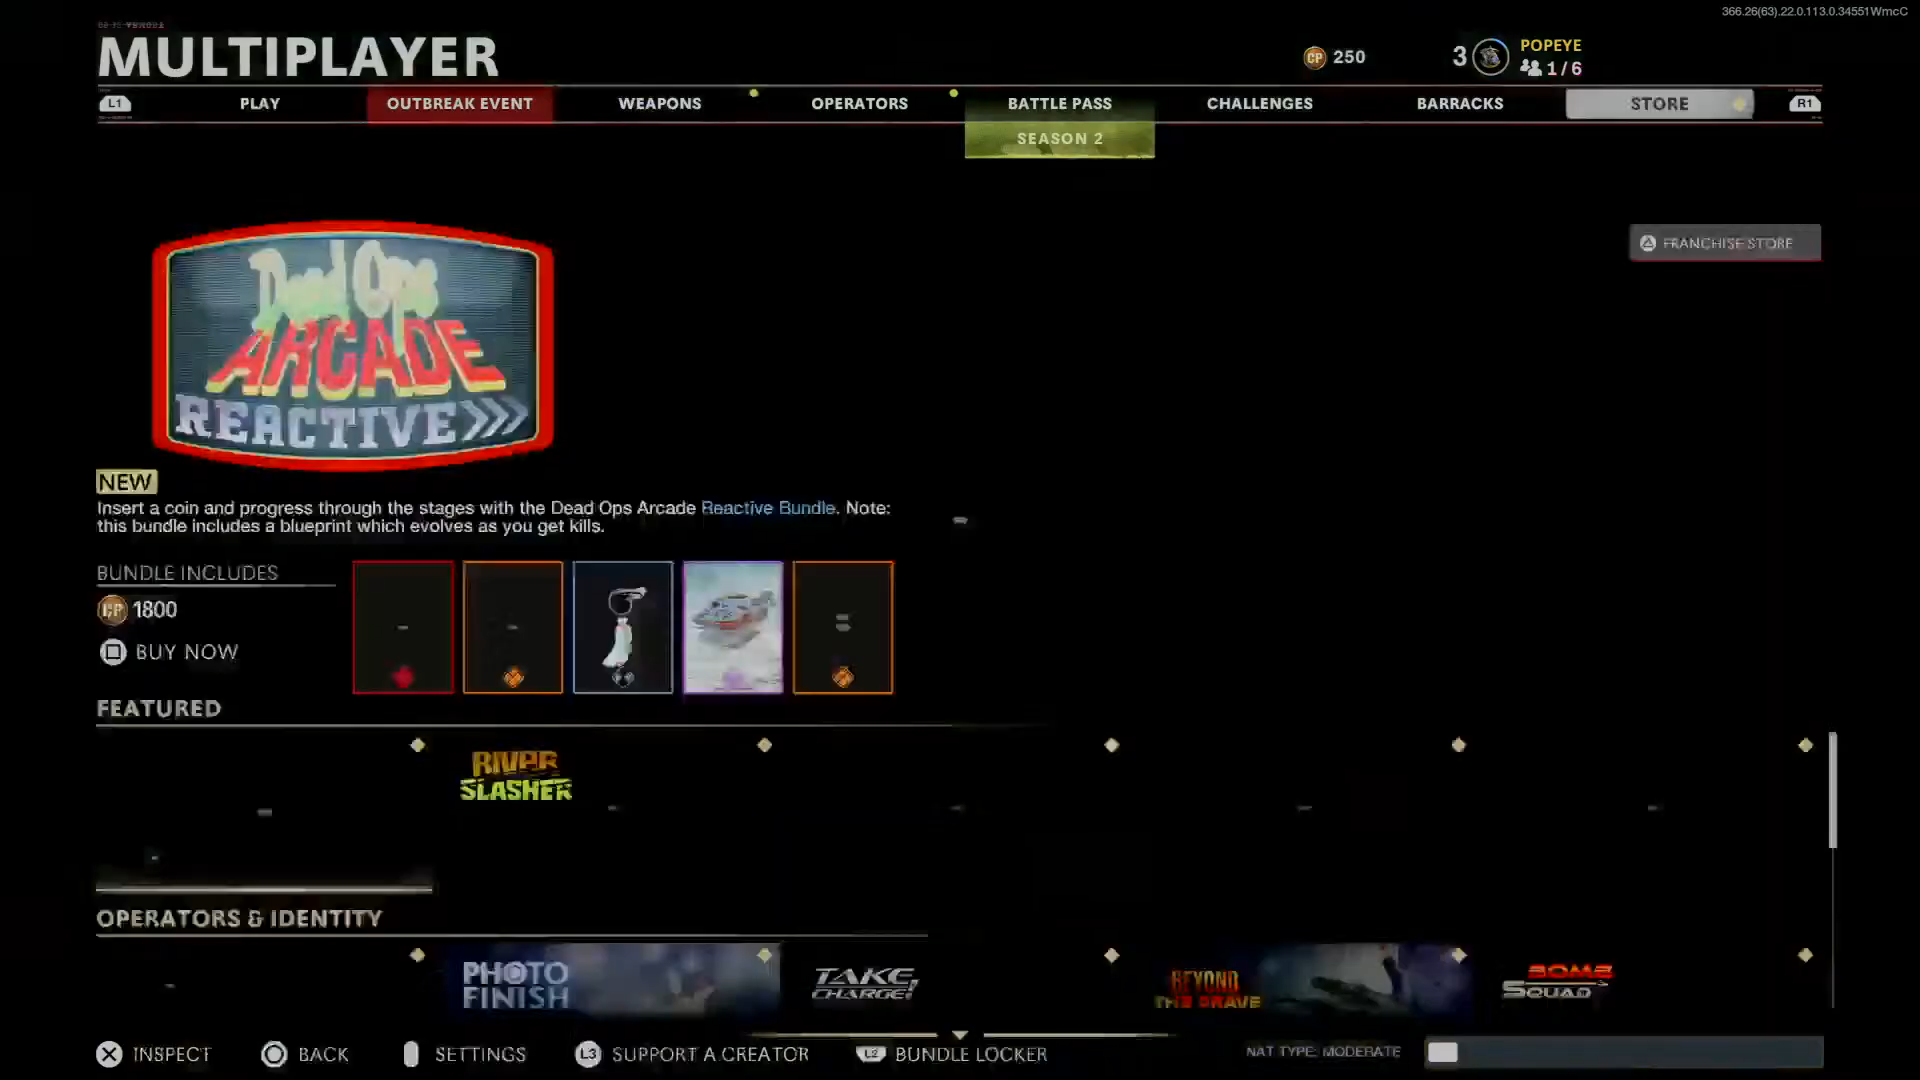 366.26(63).22.0.113.0.34551WmcC
MULTIPLAYER
CP 250
3
POPEYE
1/6
L1
PLAY
OUTBREAK EVENT
WEAPONS
OPERATORS
BATTLE PASS
CHALLENGES
BARRACKS
STORE
R1
SEASON 2
FRANCHISE STORE
Dead Ops
ARCADE
REACTIVE
NEW
Insert a coin and progress through the stages with the Dead Ops Arcade Reactive Bundle. Note:
this bundle includes a blueprint which evolves as you get kills.
BUNDLE INCLUDES
CP 1800
BUY NOW
FEATURED
RIVER
SLASHER
OPERATORS & IDENTITY
PHOTO
FINISH
TAKE
CHARGE!
BEYOND
THE GRAVE
BOMB
SQUAD
INSPECT
BACK
SETTINGS
L3 SUPPORT A CREATOR
L2 BUNDLE LOCKER
NAT TYPE: MODERATE